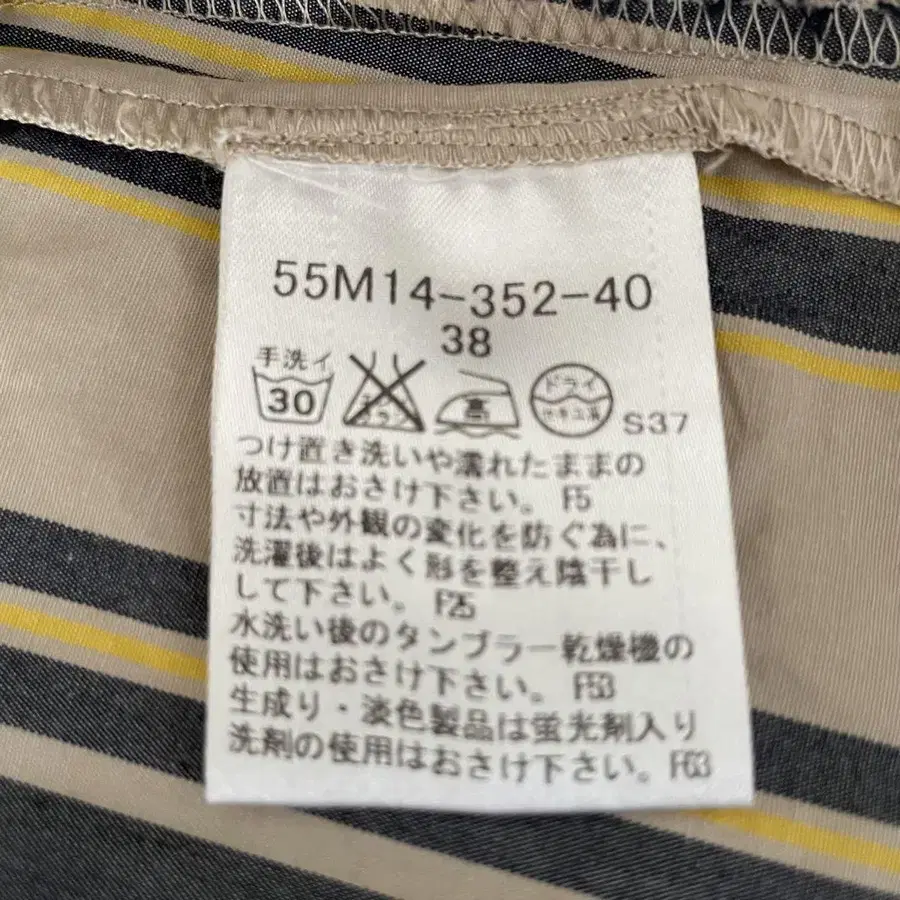 55M14-352-40
38
手洗イ
30
高
ドライ
石油系
S37
つけ置き洗いや濡れたままの
放置はおさけ下さい。 F5
寸法や外観の変化を防ぐ為に、
洗濯後はよく形を整え陰干し
して下さい。 F25
水洗い後のタンブラー乾燥機の
使用はおさけ下さい。 F53
生成り・淡色製品は蛍光剤入り
洗剤の使用はおさけ下さい。 F63